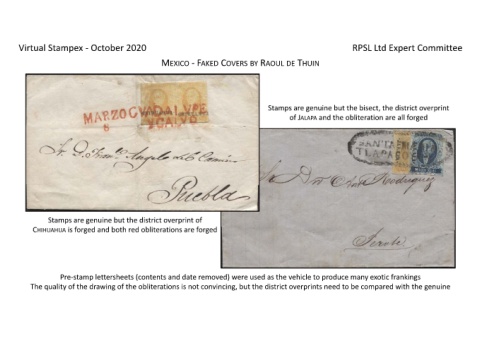 Virtual Stampex - October 2020
RPSL Ltd Expert Committee
MEXICO - FAKED COVERS BY RAOUL DE THUIN
MARZO GVADALVPE
8
Puebla
Stamps are genuine but the district overprint of
CHIHUAHUA is forged and both red obliterations are forged
Stamps are genuine but the bisect, the district overprint
of JALAPA and the obliteration are all forged
Pre-stamp lettersheets (contents and date removed) were used as the vehicle to produce many exotic frankings
The quality of the drawing of the obliterations is not convincing, but the district overprints need to be compared with the genuine